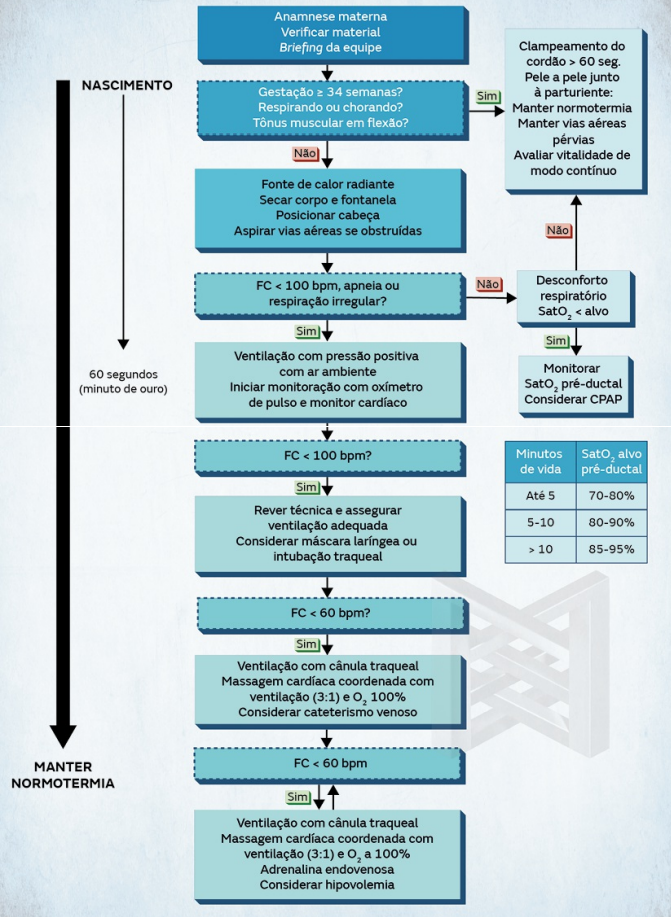 Anamnese materna
Verificar material
Briefing da equipe
NASCIMENTO
Gestação ≥ 34 semanas?
Respirando ou chorando?
Tônus muscular em flexão?
Sim
Clampeamento do
cordão > 60 seg.
Pele a pele junto
à parturiente:
Manter normotermia
Manter vias aéreas
pérvias
Avaliar vitalidade de
modo contínuo
Não
Fonte de calor radiante
Secar corpo e fontanela
Posicionar cabeça
Aspirar vias aéreas se obstruídas
Não
FC < 100 bpm, apneia ou
respiração irregular?
Não
Desconforto
respiratório
SatO₂ < alvo
Sim
Sim
60 segundos
(minuto de ouro)
Ventilação com pressão positiva
com ar ambiente
Iniciar monitoração com oxímetro
de pulso e monitor cardíaco
Monitorar
SatO₂ pré-ductal
Considerar CPAP
FC < 100 bpm?
Sim
Minutos
de vida
SatO₂ alvo
pré-ductal
Até 5
70-80%
5-10
80-90%
> 10
85-95%
Rever técnica e assegurar
ventilação adequada
Considerar máscara laríngea ou
intubação traqueal
FC < 60 bpm?
Sim
Ventilação com cânula traqueal
Massagem cardíaca coordenada com
ventilação (3:1) e O₂ 100%
Considerar cateterismo venoso
MANTER
NORMOTERMIA
FC < 60 bpm
Sim
Ventilação com cânula traqueal
Massagem cardíaca coordenada com
ventilação (3:1) e O₂ a 100%
Adrenalina endovenosa
Considerar hipovolemia